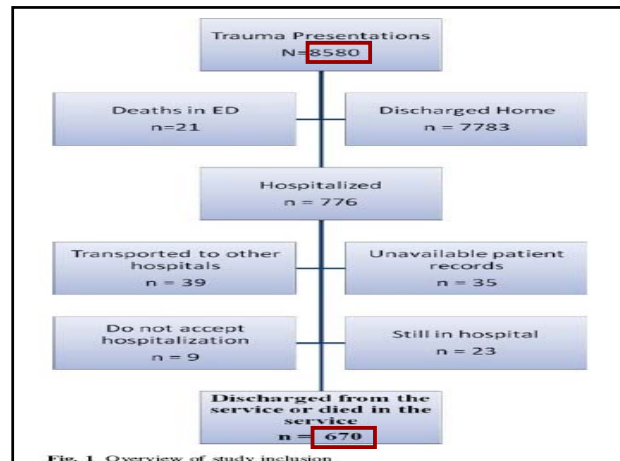 Trauma Presentations
N=8580
Deaths in ED
n=21
Discharged Home
n = 7783
Hospitalized
n = 776
Transported to other
hospitals
n = 39
Unavailable patient
records
n = 35
Do not accept
hospitalization
n = 9
Still in hospital
n = 23
Discharged from the
service or died in the
service
n = 670
Fig. 1 Overview of study inclusion